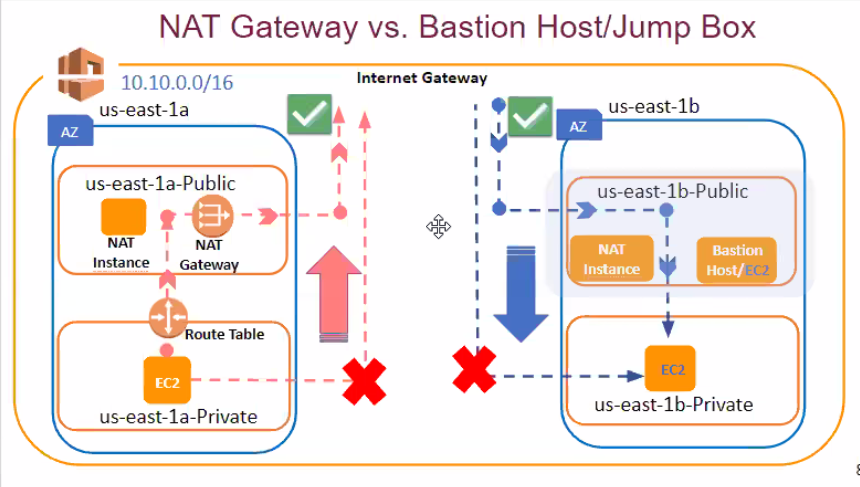 NAT Gateway vs. Bastion Host/Jump Box
10.10.0.0/16
Internet Gateway
us-east-1a
AZ
us-east-1a-Public
NAT
Instance
NAT
Gateway
Route Table
EC2
us-east-1a-Private
us-east-1b
AZ
us-east-1b-Public
NAT
Instance
Bastion
Host/EC2
EC2
us-east-1b-Private
8